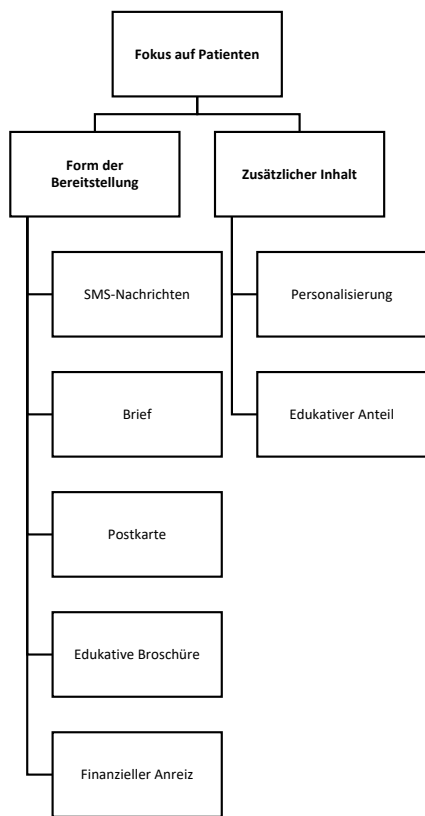 Fokus auf Patienten
Form der
Bereitstellung
Zusätzlicher Inhalt
SMS-Nachrichten
Personalisierung
Brief
Edukativer Anteil
Postkarte
Edukative Broschüre
Finanzieller Anreiz